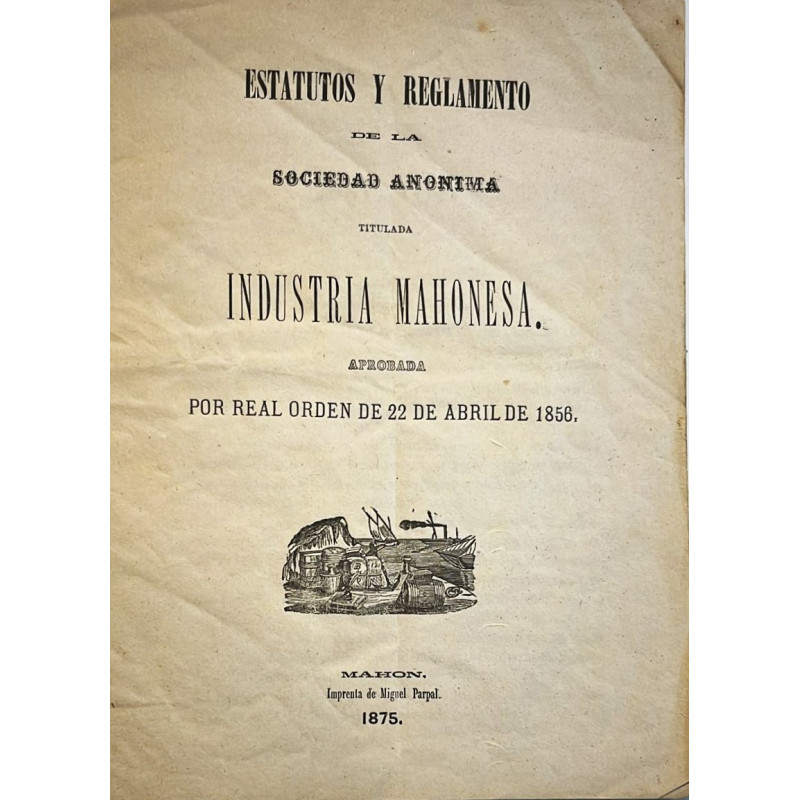 ESTATUTOS Y REGLAMENTO
DE LA
SOCIEDAD ANONIMA
TITULADA
INDUSTRIA MAHONESA.
APROBADA
POR REAL ORDEN DE 22 DE ABRIL DE 1856.
MAHON.
Imprenta de Miguel Parpal.
1875.